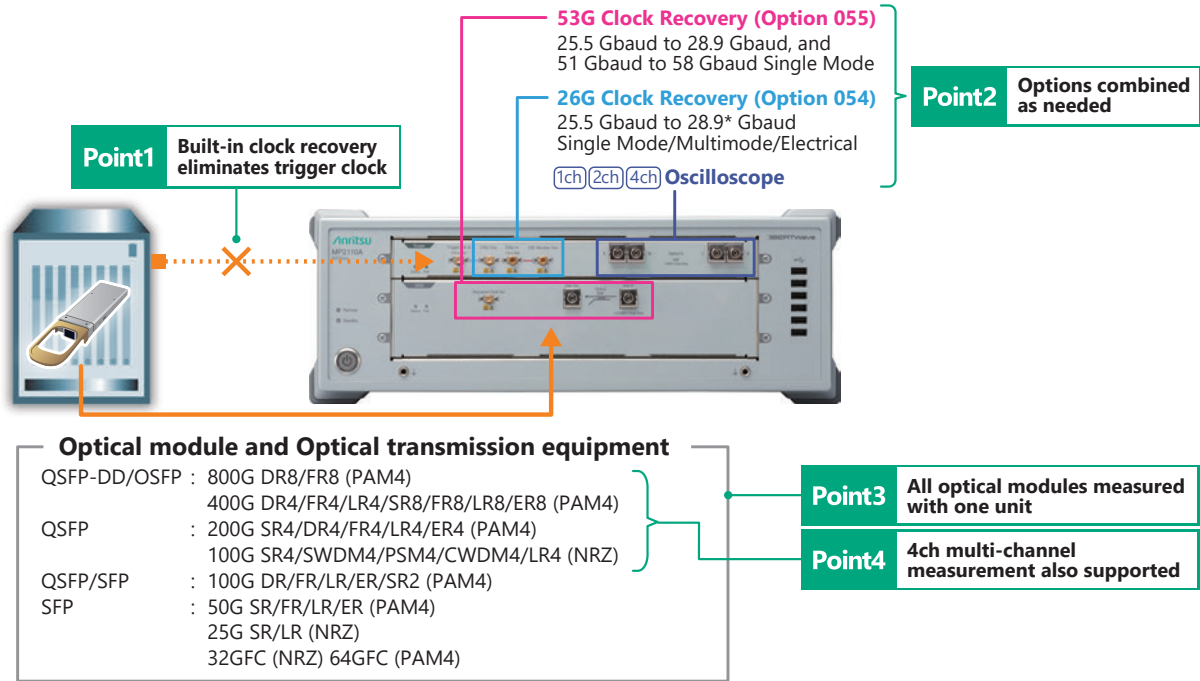 53G Clock Recovery (Option 055)
25.5 Gbaud to 28.9 Gbaud, and
51 Gbaud to 58 Gbaud Single Mode
26G Clock Recovery (Option 054)
25.5 Gbaud to 28.9* Gbaud
Single Mode/Multimode/Electrical
1ch 2ch 4ch Oscilloscope
Point2
Options combined
as needed
Point1
Built-in clock recovery
eliminates trigger clock
Anritsu
MP2110A
BERTWave
Optical module and Optical transmission equipment
QSFP-DD/OSFP : 800G DR8/FR8 (PAM4)
400G DR4/FR4/LR4/SR8/FR8/LR8/ER8 (PAM4)
QSFP : 200G SR4/DR4/FR4/LR4/ER4 (PAM4)
100G SR4/SWDM4/PSM4/CWDM4/LR4 (NRZ)
QSFP/SFP : 100G DR/FR/LR/ER/SR2 (PAM4)
SFP : 50G SR/FR/LR/ER (PAM4)
25G SR/LR (NRZ)
32GFC (NRZ) 64GFC (PAM4)
Point3
All optical modules measured
with one unit
Point4
4ch multi-channel
measurement also supported